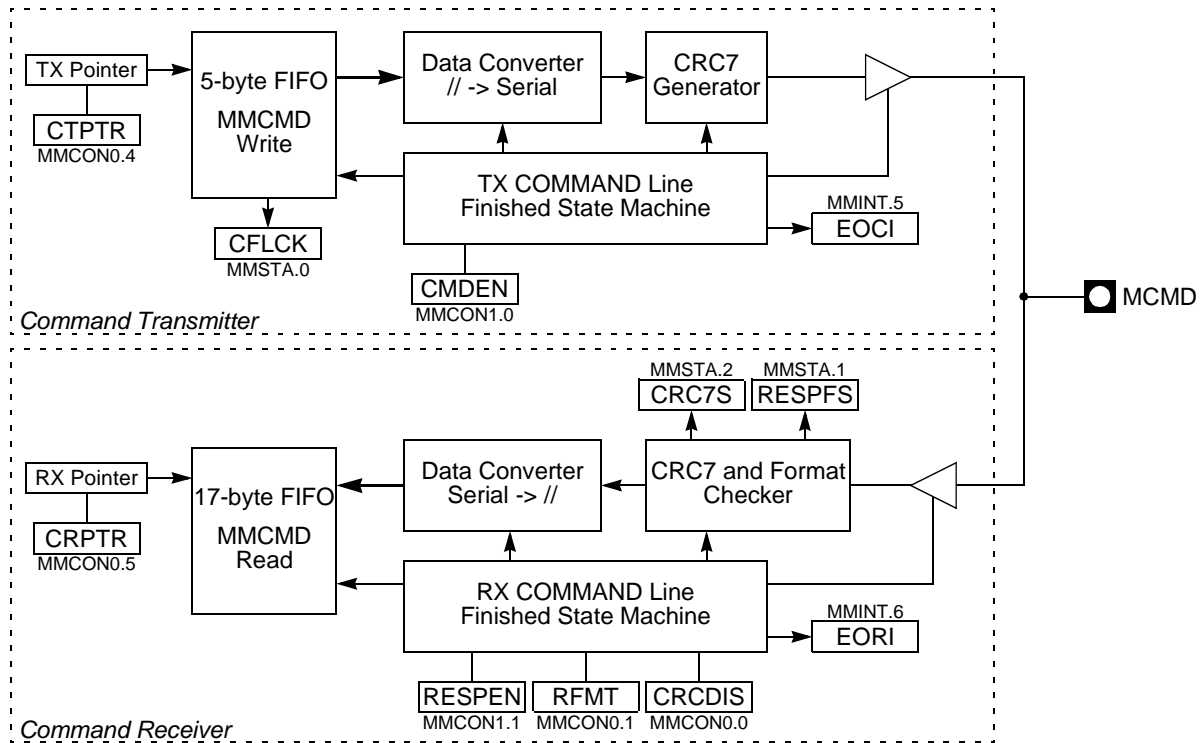 TX Pointer
CTPTR
MMCON0.4
5-byte FIFO
MMCMD
Write
CFLCK
MMSTA.0
Data Converter
// -> Serial
CRC7
Generator
TX COMMAND Line
Finished State Machine
MMINT.5
EOCI
CMDEN
MMCON1.0
Command Transmitter
MCMD
MMSTA.2
CRC7S
MMSTA.1
RESPFS
RX Pointer
CRPTR
MMCON0.5
17-byte FIFO
MMCMD
Read
Data Converter
Serial -> //
CRC7 and Format
Checker
RX COMMAND Line
Finished State Machine
MMINT.6
EORI
RESPEN
MMCON1.1
RFMT
MMCON0.1
CRCDIS
MMCON0.0
Command Receiver